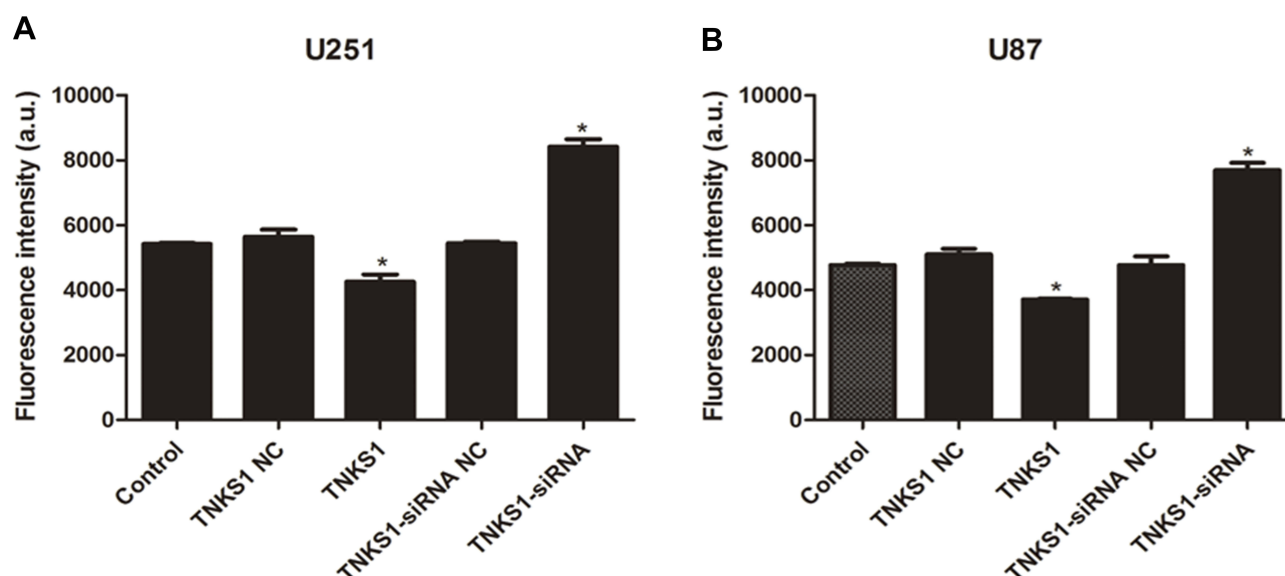 A
U251
Fluorescence intensity (a.u.)
10000
8000
6000
4000
2000
0
*
*
Control
TNKS1 NC
TNKS1
TNKS1-siRNA NC
TNKS1-siRNA
B
U87
Fluorescence intensity (a.u.)
10000
8000
6000
4000
2000
0
*
*
Control
TNKS1 NC
TNKS1
TNKS1-siRNA NC
TNKS1-siRNA